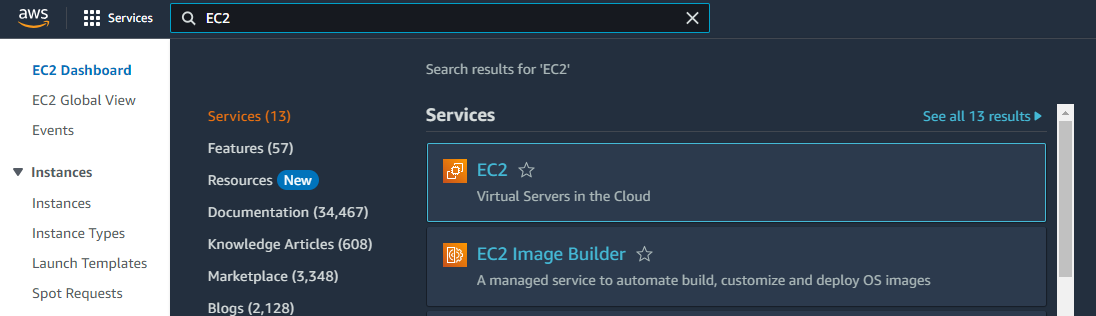 aws
Services
EC2
EC2 Dashboard
EC2 Global View
Events
Instances
Instances
Instance Types
Launch Templates
Spot Requests
Search results for 'EC2'
Services (13)
Features (57)
Resources New
Documentation (34,467)
Knowledge Articles (608)
Marketplace (3,348)
Blogs (2,128)
Services
See all 13 results
EC2
Virtual Servers in the Cloud
EC2 Image Builder
A managed service to automate build, customize and deploy OS images